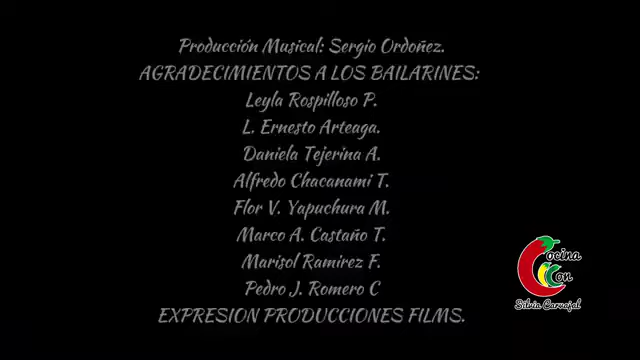 Producción Musical: Sergio Ordoñez.
AGRADECIMIENTOS A LOS BAILARINES:
Leyla Rospilloso P.
L. Ernesto Arteaga.
Daniela Tejerina A.
Alfredo Chacanami T.
Flor V. Yapuchura M.
Marco A. Castaño T.
Marisol Ramirez F.
Pedro J. Romero C
EXPRESION PRODUCCIONES FILMS.
Cocina
Con
Silvia Carvajal